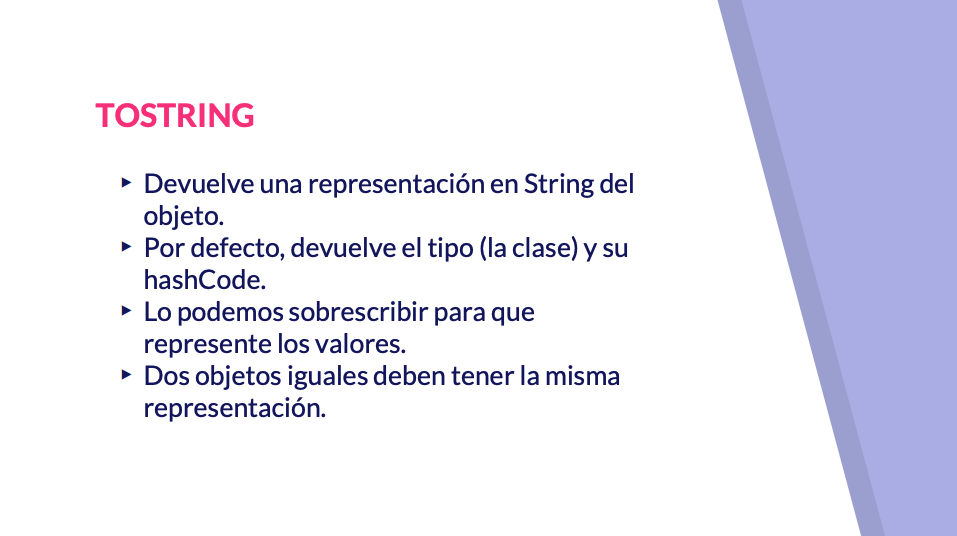 TOSTRING
‣ Devuelve una representación en String del
objeto.
‣ Por defecto, devuelve el tipo (la clase) y su
hashCode.
‣ Lo podemos sobrescribir para que
represente los valores.
‣ Dos objetos iguales deben tener la misma
representación.